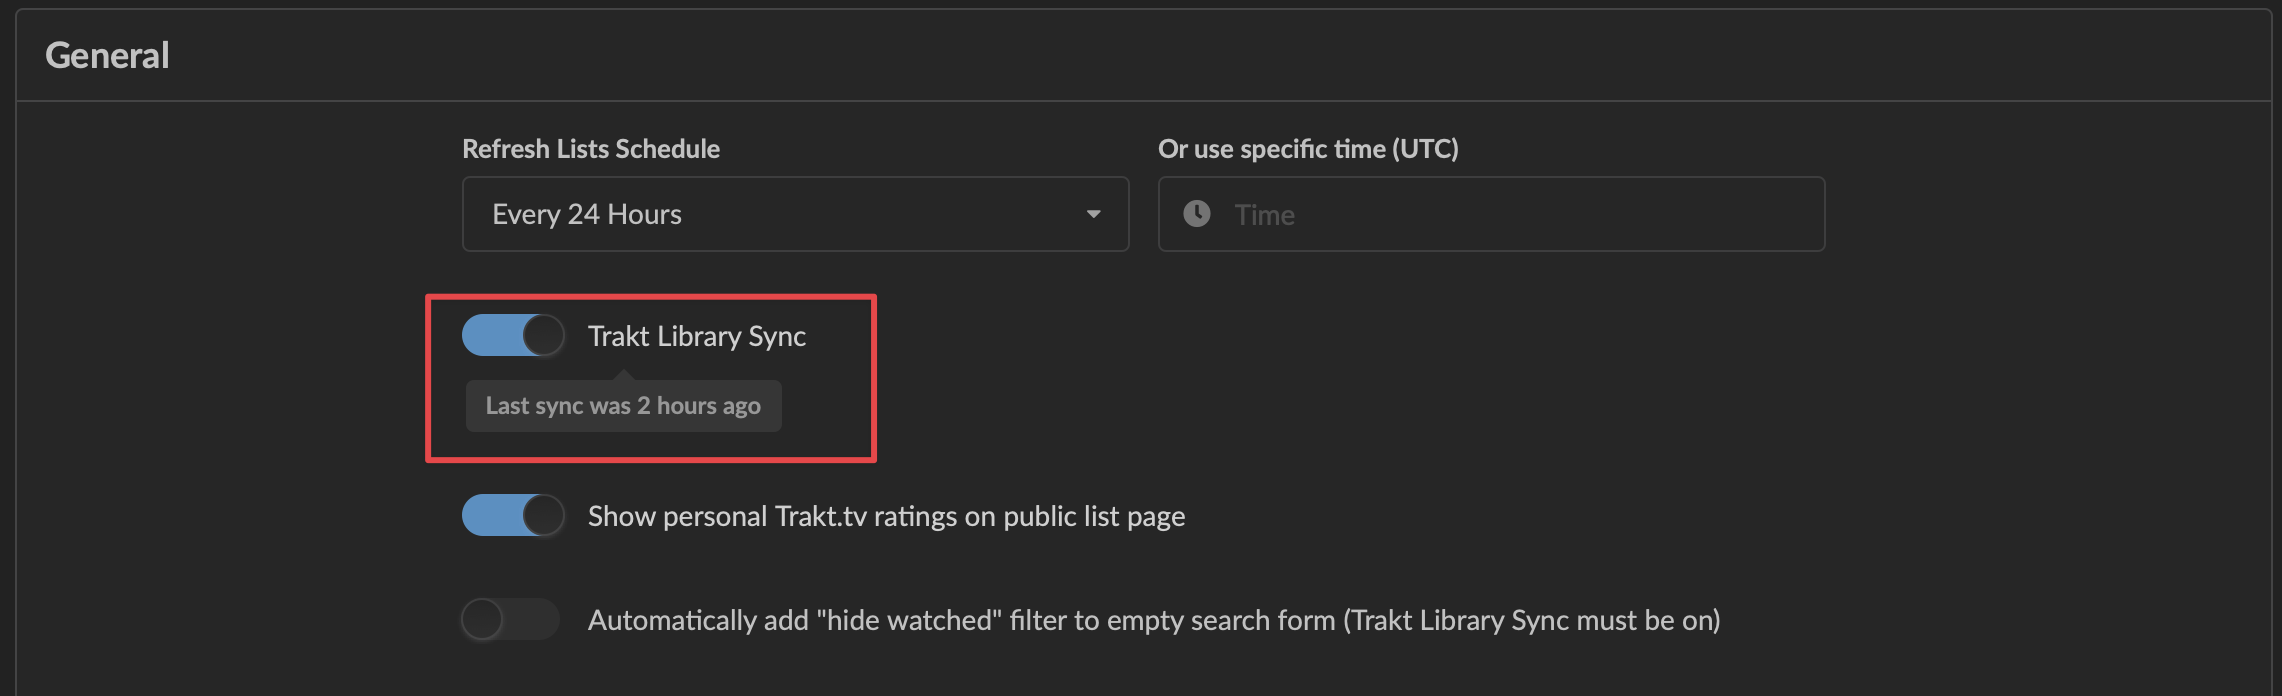 General
Refresh Lists Schedule
Or use specific time (UTC)
Every 24 Hours
Time
Trakt Library Sync
Last sync was 2 hours ago
Show personal Trakt.tv ratings on public list page
Automatically add "hide watched" filter to empty search form (Trakt Library Sync must be on)